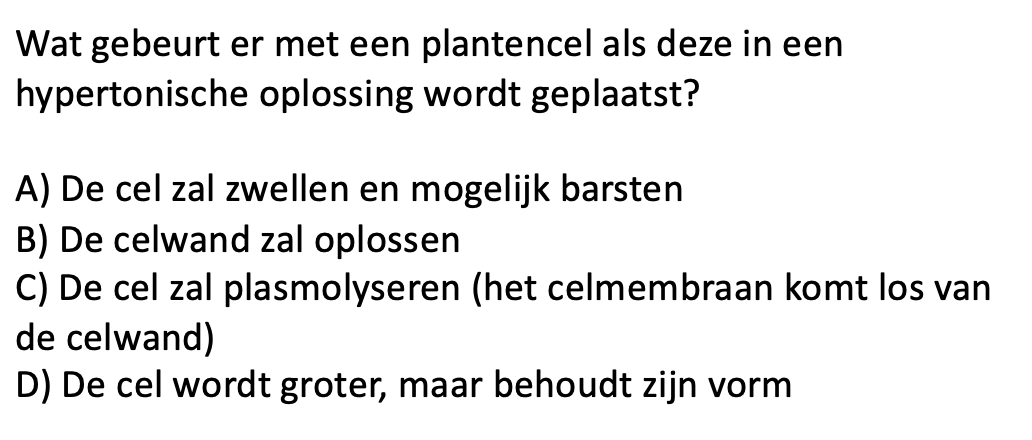 Wat gebeurt er met een plantencel als deze in een
hypertonische oplossing wordt geplaatst?
A) De cel zal zwellen en mogelijk barsten
B) De celwand zal oplossen
C) De cel zal plasmolyseren (het celmembraan komt los van
de celwand)
D) De cel wordt groter, maar behoudt zijn vorm